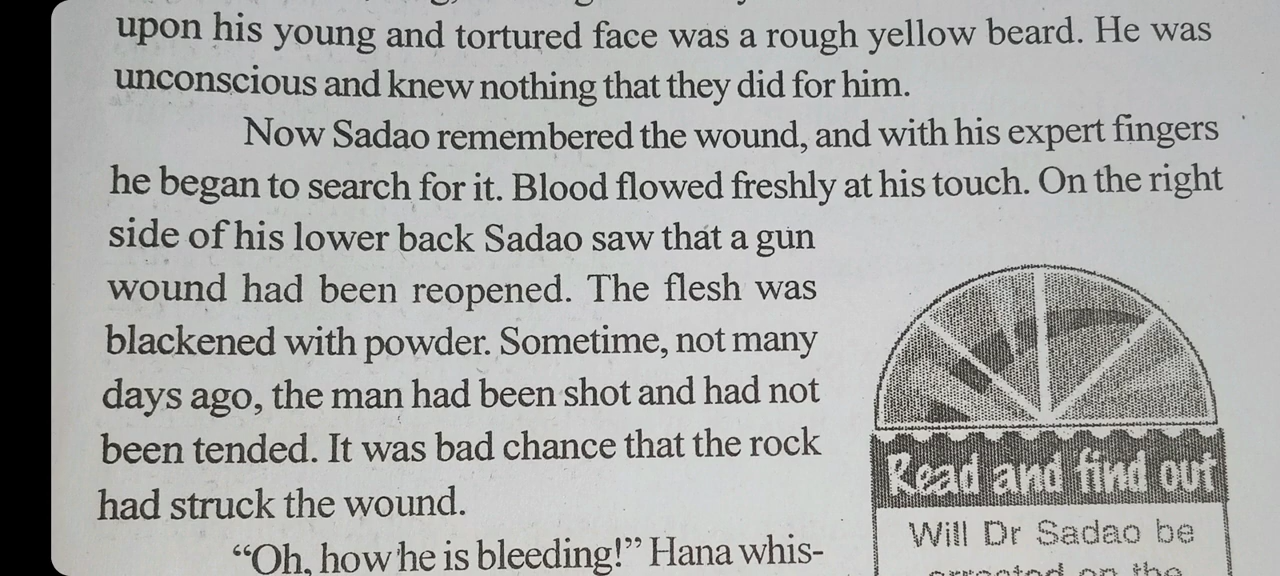 upon his young and tortured face was a rough yellow beard. He was
unconscious and knew nothing that they did for him.
Now Sadao remembered the wound, and with his expert fingers
he began to search for it. Blood flowed freshly at his touch. On the right
side of his lower back Sadao saw that a gun
wound had been reopened. The flesh was
blackened with powder. Sometime, not many
days ago, the man had been shot and had not
been tended. It was bad chance that the rock
had struck the wound.
“Oh, how he is bleeding!” Hana whis-
Read and find out
Will Dr Sadao be
arrested on the